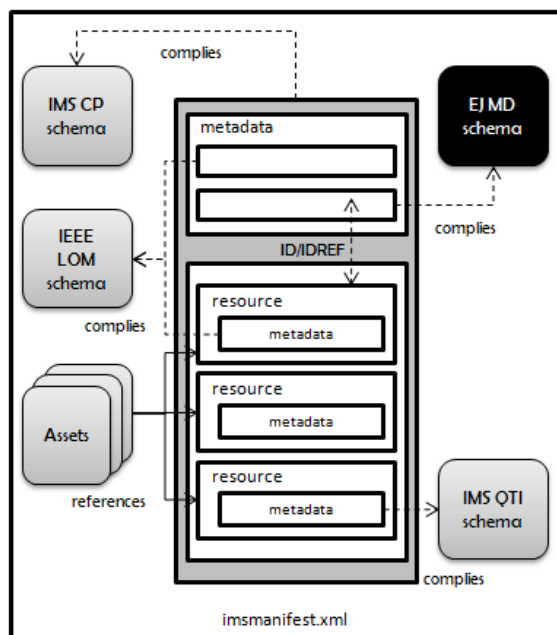 complies
IMS CP
schema
EJ MD
schema
metadata
complies
IEEE
LOM
schema
ID/IDREF
complies
resource
metadata
resource
metadata
Assets
references
resource
metadata
IMS QTI
schema
complies
imsmanifest.xml